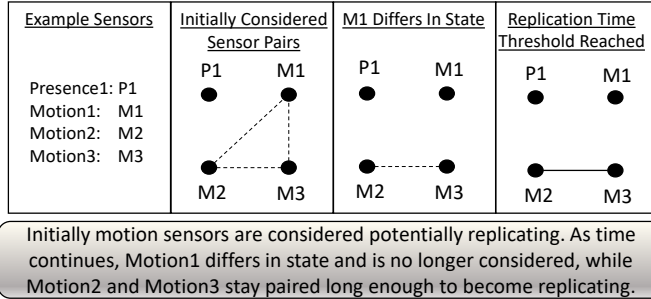 Example Sensors
Presence1: P1
Motion1: M1
Motion2: M2
Motion3: M3
Initially Considered
Sensor Pairs
P1 M1
M2 M3
M1 Differs In State
P1 M1
M2 M3
Replication Time
Threshold Reached
P1 M1
M2 M3
Initially motion sensors are considered potentially replicating. As time
continues, Motion1 differs in state and is no longer considered, while
Motion2 and Motion3 stay paired long enough to become replicating.